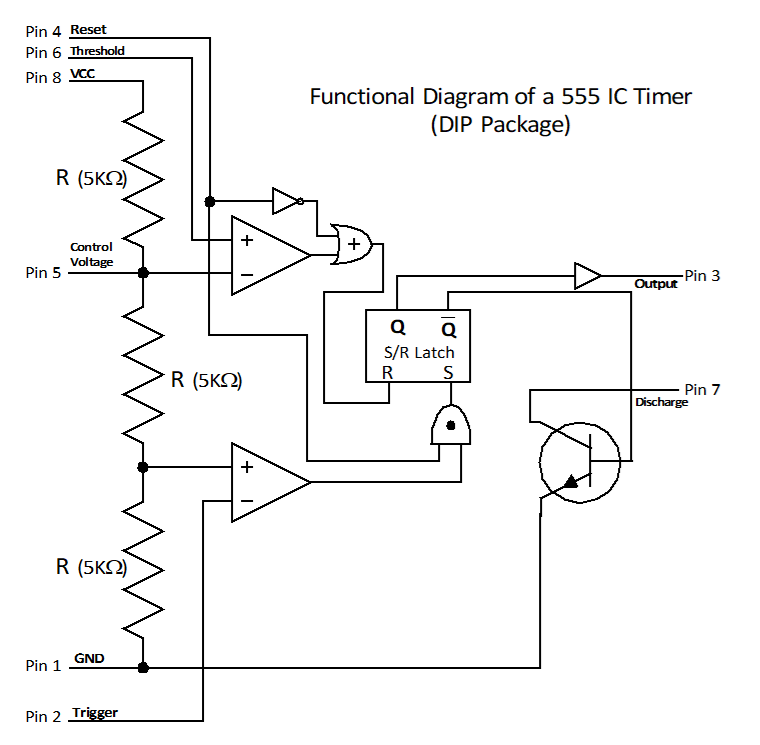 Pin 4 Reset
Pin 6 Threshold
Pin 8 VCC
Functional Diagram of a 555 IC Timer
(DIP Package)
R (5KΩ)
+
−
+
Control
Voltage
Pin 5
Output Pin 3
Q Q̅
S/R Latch
R S
R (5KΩ)
Pin 7
Discharge
+
−
R (5KΩ)
Pin 1 GND
Pin 2 Trigger